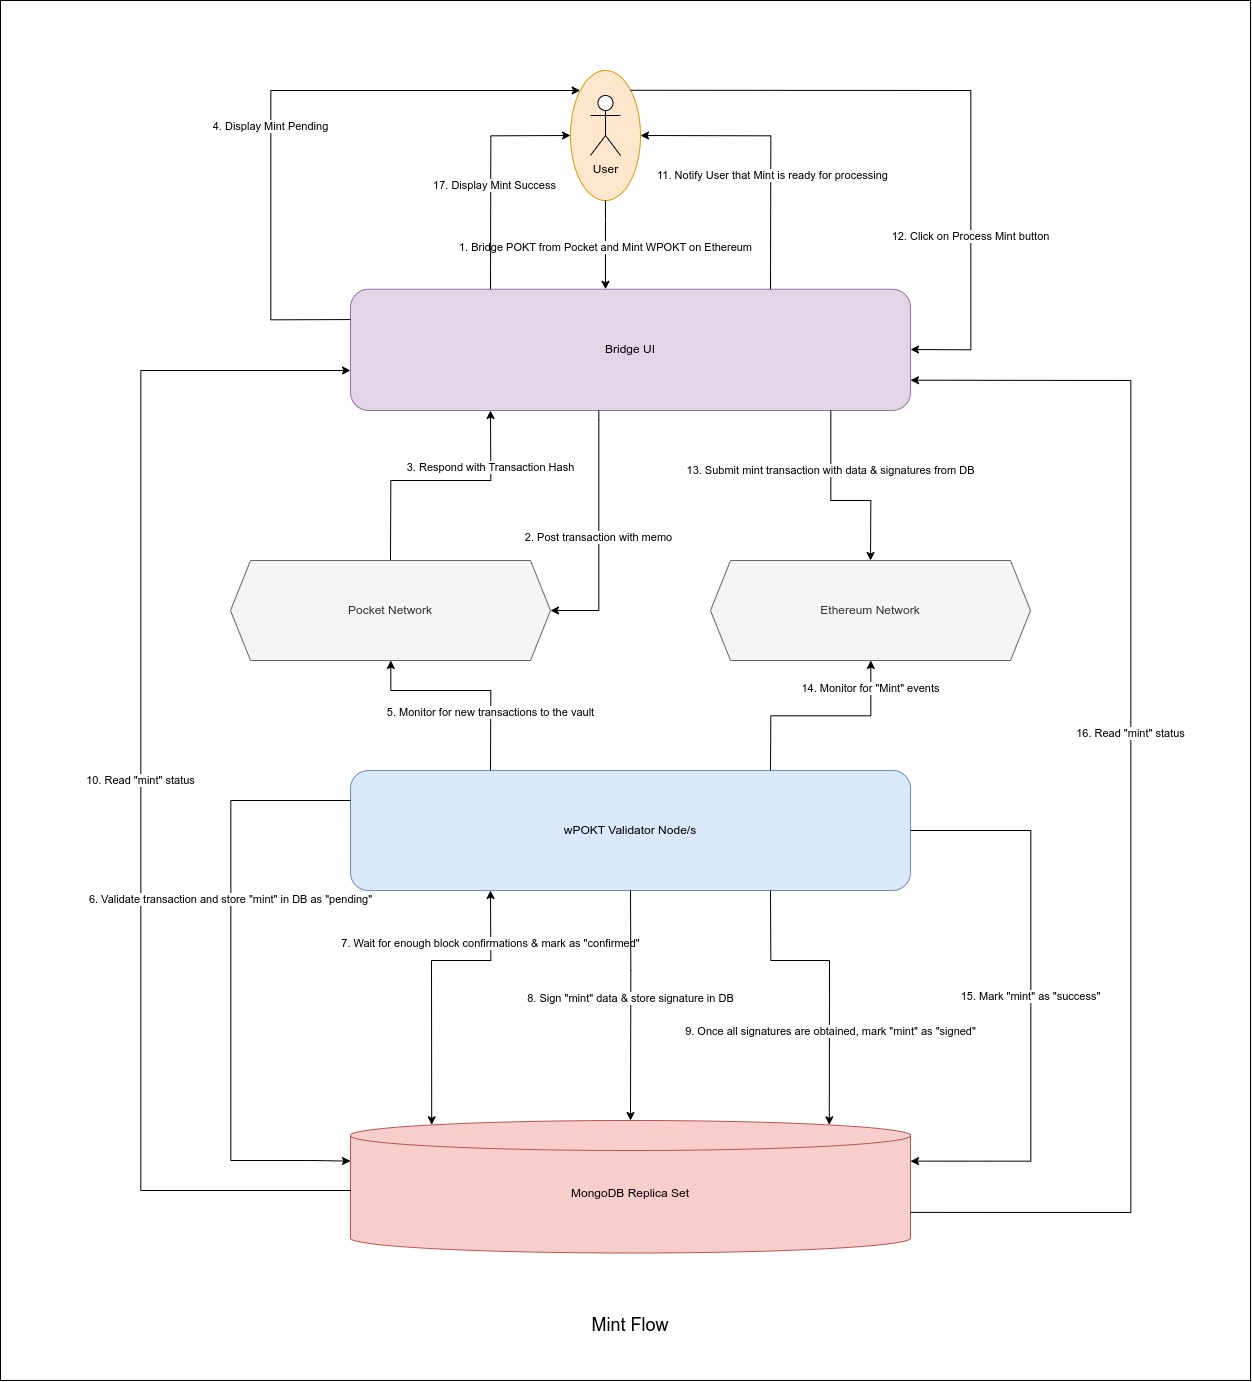 4. Display Mint Pending
User
11. Notify User that Mint is ready for processing
17. Display Mint Success
12. Click on Process Mint button
1. Bridge POKT from Pocket and Mint WPOKT on Ethereum
Bridge UI
3. Respond with Transaction Hash
13. Submit mint transaction with data & signatures from DB
2. Post transaction with memo
Pocket Network
Ethereum Network
14. Monitor for "Mint" events
5. Monitor for new transactions to the vault
16. Read "mint" status
10. Read "mint" status
wPOKT Validator Node/s
6. Validate transaction and store "mint" in DB as "pending"
7. Wait for enough block confirmations & mark as "confirmed"
8. Sign "mint" data & store signature in DB
15. Mark "mint" as "success"
9. Once all signatures are obtained, mark "mint" as "signed"
MongoDB Replica Set
Mint Flow